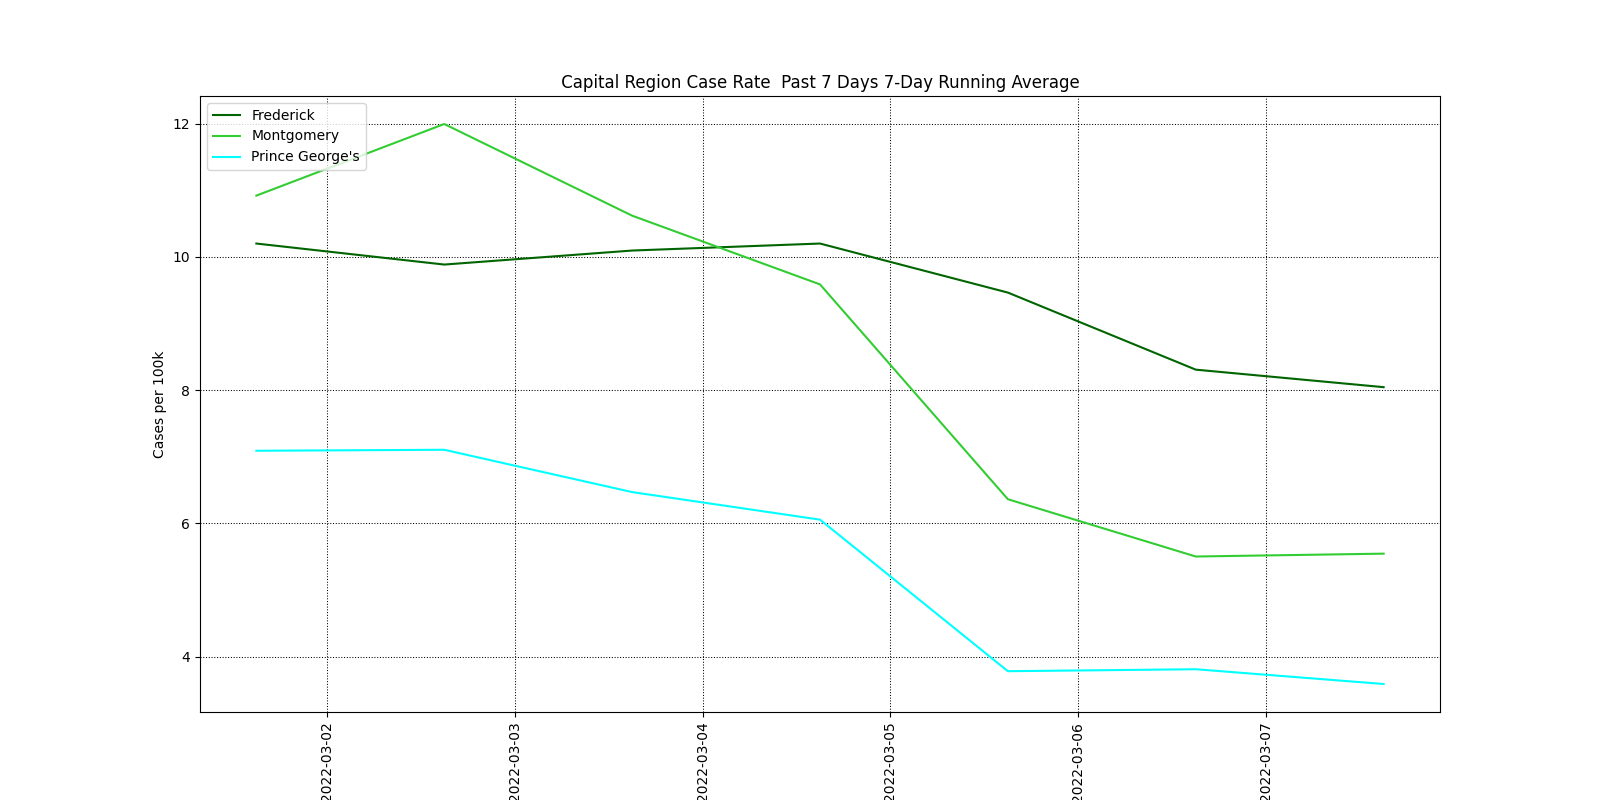 Capital Region Case Rate  Past 7 Days 7-Day Running Average
Frederick
Montgomery
Prince George's
Cases per 100k
12
10
8
6
4
2022-03-02
2022-03-03
2022-03-04
2022-03-05
2022-03-06
2022-03-07